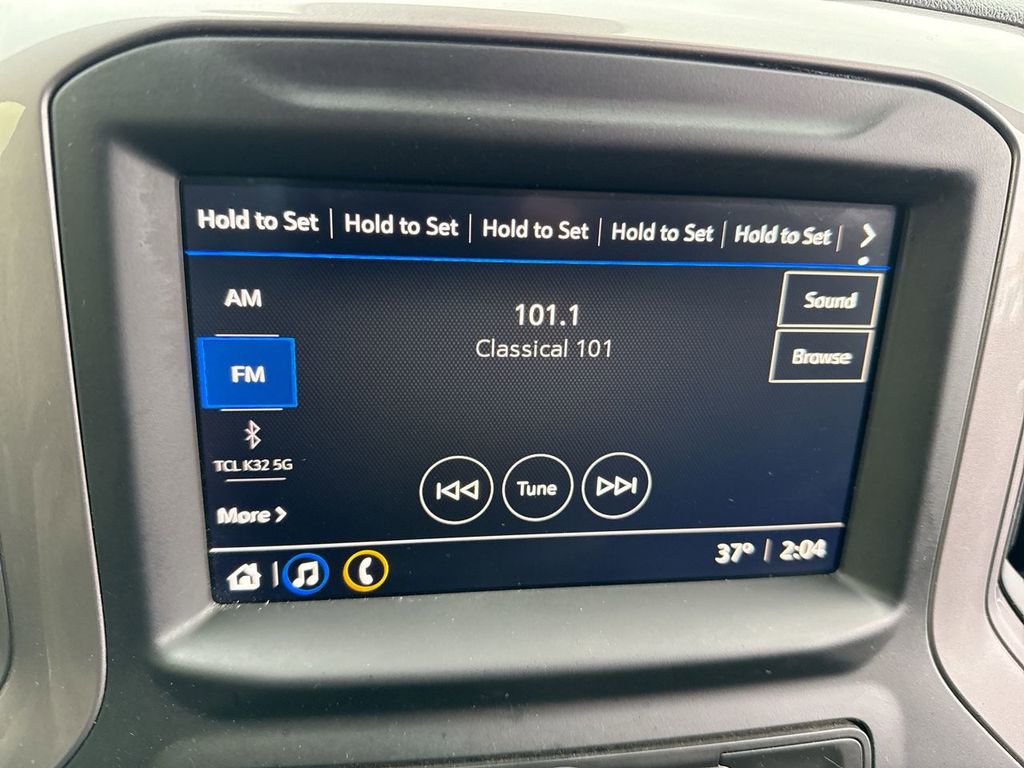 Hold to Set | Hold to Set | Hold to Set | Hold to Set | Hold to Set |
AM
FM
TCL K32 5G
More
101.1
Classical 101
Tune
Sound
Browse
37° | 2:04